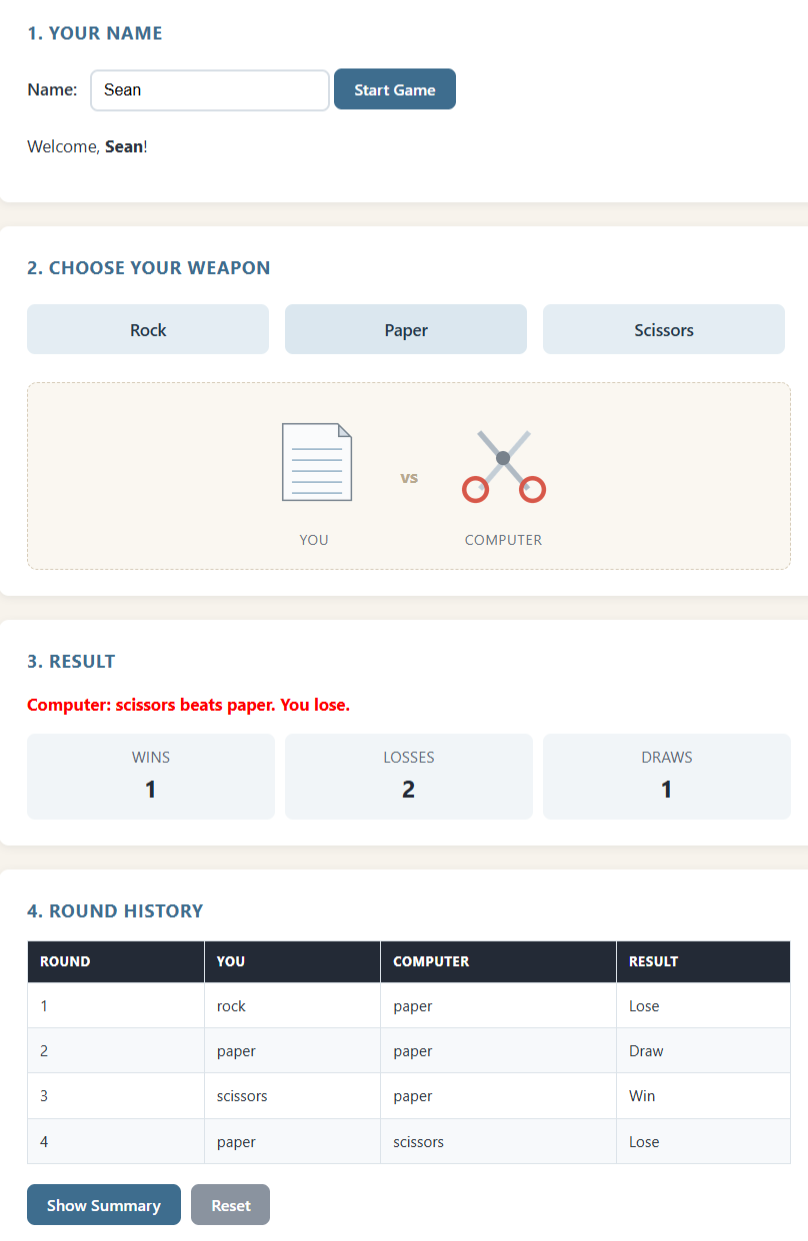 1. YOUR NAME
Name: Sean Start Game
Welcome, Sean!
2. CHOOSE YOUR WEAPON
Rock Paper Scissors
vs
YOU COMPUTER
3. RESULT
Computer: scissors beats paper. You lose.
WINS LOSSES DRAWS
1 2 1
4. ROUND HISTORY
ROUND YOU COMPUTER RESULT
1 rock paper Lose
2 paper paper Draw
3 scissors paper Win
4 paper scissors Lose
Show Summary Reset